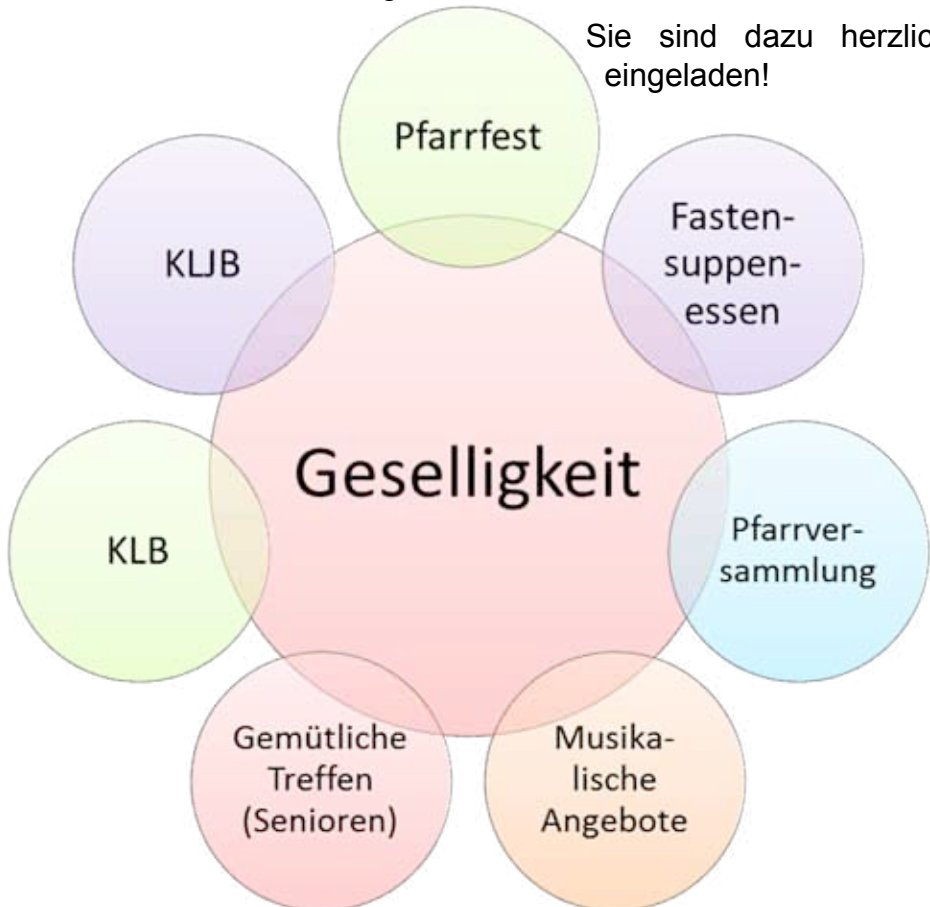 Sie sind dazu
eingeladen!
Pfarrfest
Fasten-
suppen-
essen
KLJB
Geselligkeit
KLB
Pfarrver-
sammlung
Gemütliche
Treffen
(Senioren)
Musika-
lische
Angebote